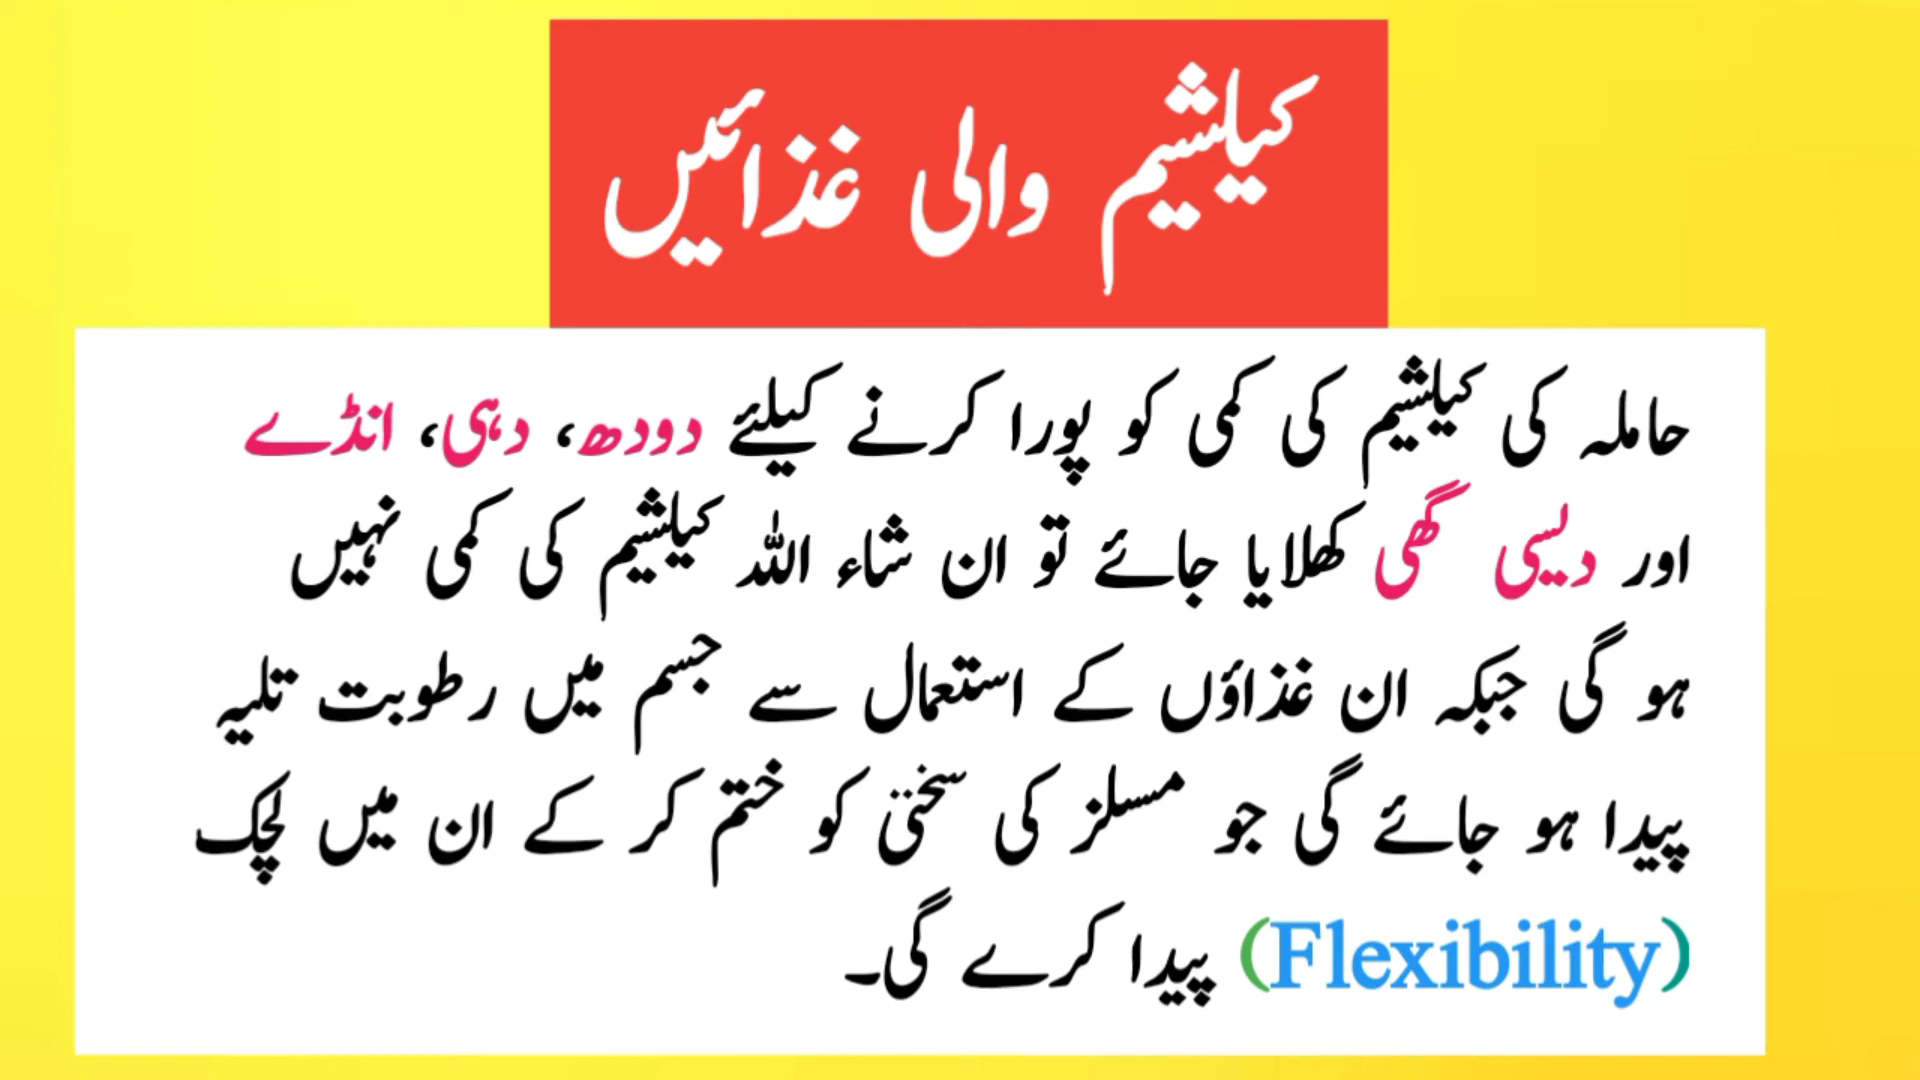 کیلشیم والی غذائیں
حاملہ کی کیلشیم کی کمی کو پورا کرنے کیلئے دودھ، دہی، انڈے
اور دیسی گھی کھلایا جائے تو ان شاء اللہ کیلشیم کی کمی نہیں
ہو گی جبکہ ان غذاؤں کے استعمال سے جسم میں رطوبت تلیہ
پیدا ہو جائے گی جو مسلز کی سختی کو ختم کر کے ان میں لچک
(Flexibility) پیدا کرے گی۔